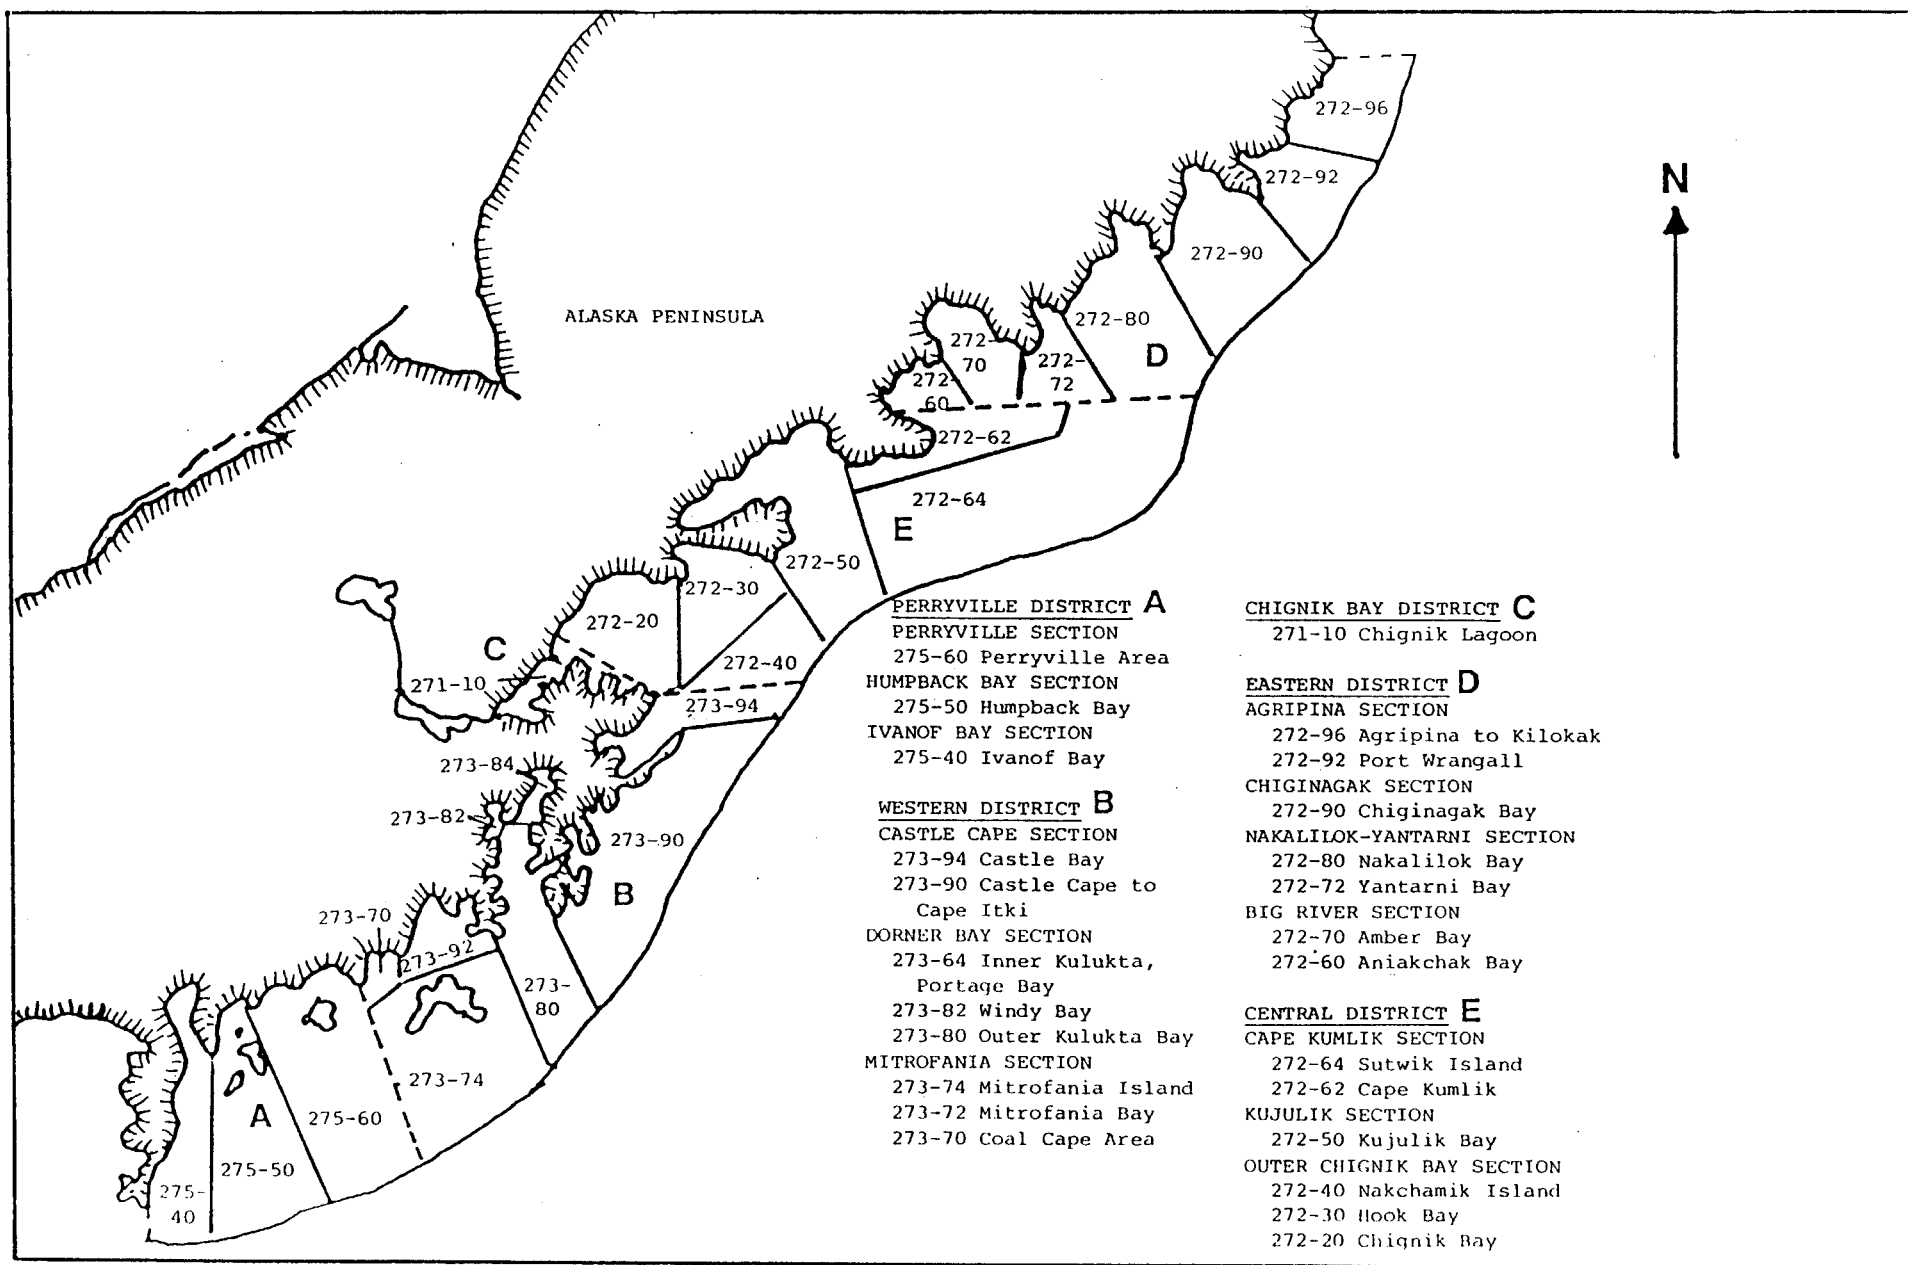 272-96
272-92
N
272-90
ALASKA PENINSULA
272-80
272-
70
272-
72
D
272-
60
272-62
272-64
E
272-50
272-30
272-20
C
272-40
271-10
273-94
273-84
273-82
273-90
B
273-70
273-92
273-
80
273-74
A
275-60
275-50
275-
40
PERRYVILLE DISTRICT A
PERRYVILLE SECTION
275-60 Perryville Area
HUMPBACK BAY SECTION
275-50 Humpback Bay
IVANOF BAY SECTION
275-40 Ivanof Bay
WESTERN DISTRICT B
CASTLE CAPE SECTION
273-94 Castle Bay
273-90 Castle Cape to
Cape Itki
DORNER BAY SECTION
273-64 Inner Kulukta,
Portage Bay
273-82 Windy Bay
273-80 Outer Kulukta Bay
MITROFANIA SECTION
273-74 Mitrofania Island
273-72 Mitrofania Bay
273-70 Coal Cape Area
CHIGNIK BAY DISTRICT C
271-10 Chignik Lagoon
EASTERN DISTRICT D
AGRIPINA SECTION
272-96 Agripina to Kilokak
272-92 Port Wrangall
CHIGINAGAK SECTION
272-90 Chiginagak Bay
NAKALILOK-YANTARNI SECTION
272-80 Nakalilok Bay
272-72 Yantarni Bay
BIG RIVER SECTION
272-70 Amber Bay
272-60 Aniakchak Bay
CENTRAL DISTRICT E
CAPE KUMLIK SECTION
272-64 Sutwik Island
272-62 Cape Kumlik
KUJULIK SECTION
272-50 Kujulik Bay
OUTER CHIGNIK BAY SECTION
272-40 Nakchamik Island
272-30 Hook Bay
272-20 Chignik Bay